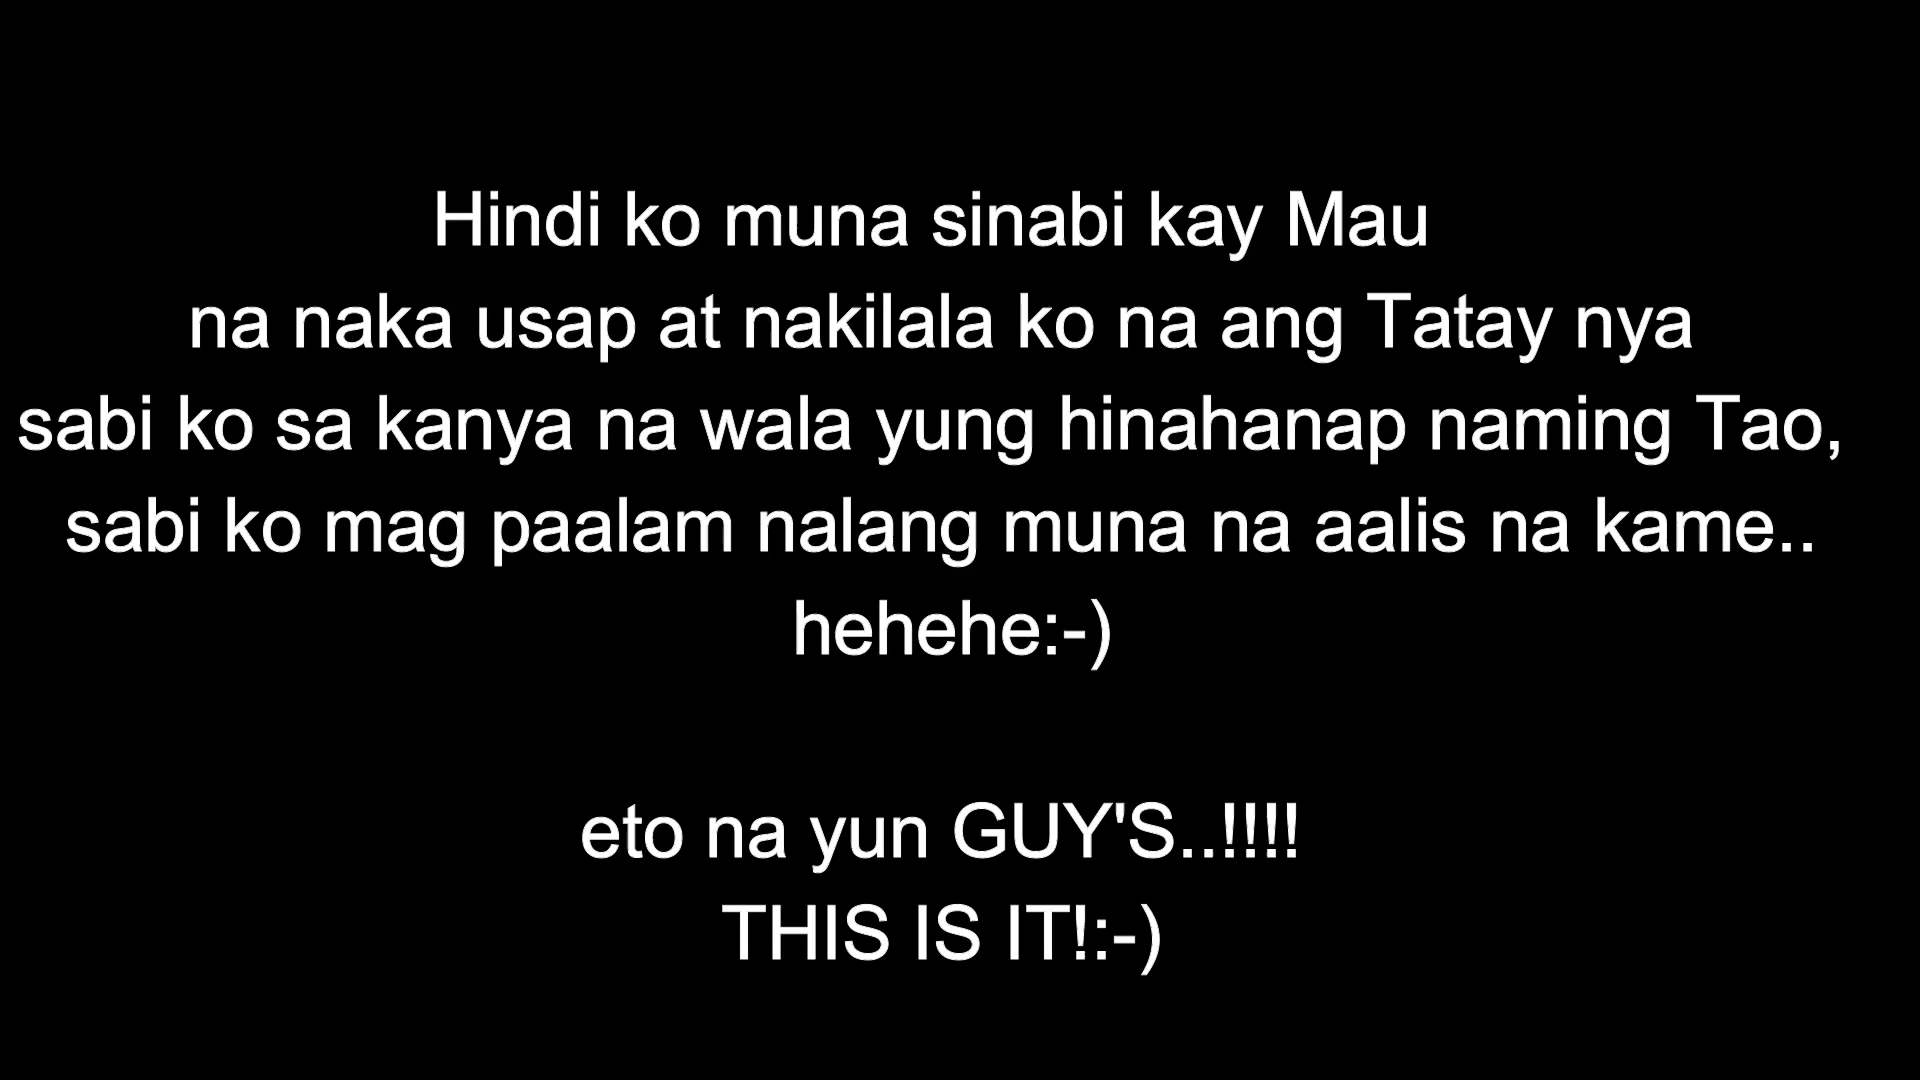 Hindi ko muna sinabi kay Mau
na naka usap at nakilala ko na ang Tatay nya
sabi ko sa kanya na wala yung hinahanap naming Tao,
sabi ko mag paalam nalang muna na aalis na kame..
hehehe:-)
eto na yun GUY'S..!!!!
THIS IS IT!:-)